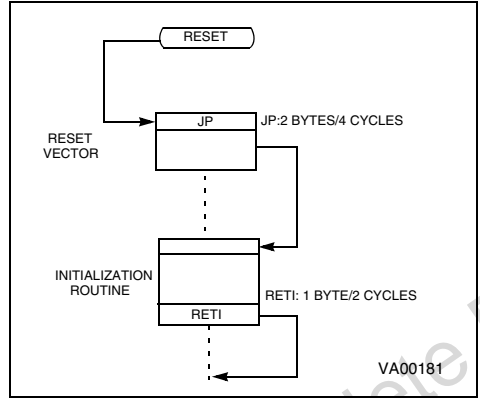 RESET
JP
JP:2 BYTES/4 CYCLES
RESET
VECTOR
INITIALIZATION
ROUTINE
RETI: 1 BYTE/2 CYCLES
RETI
VA00181